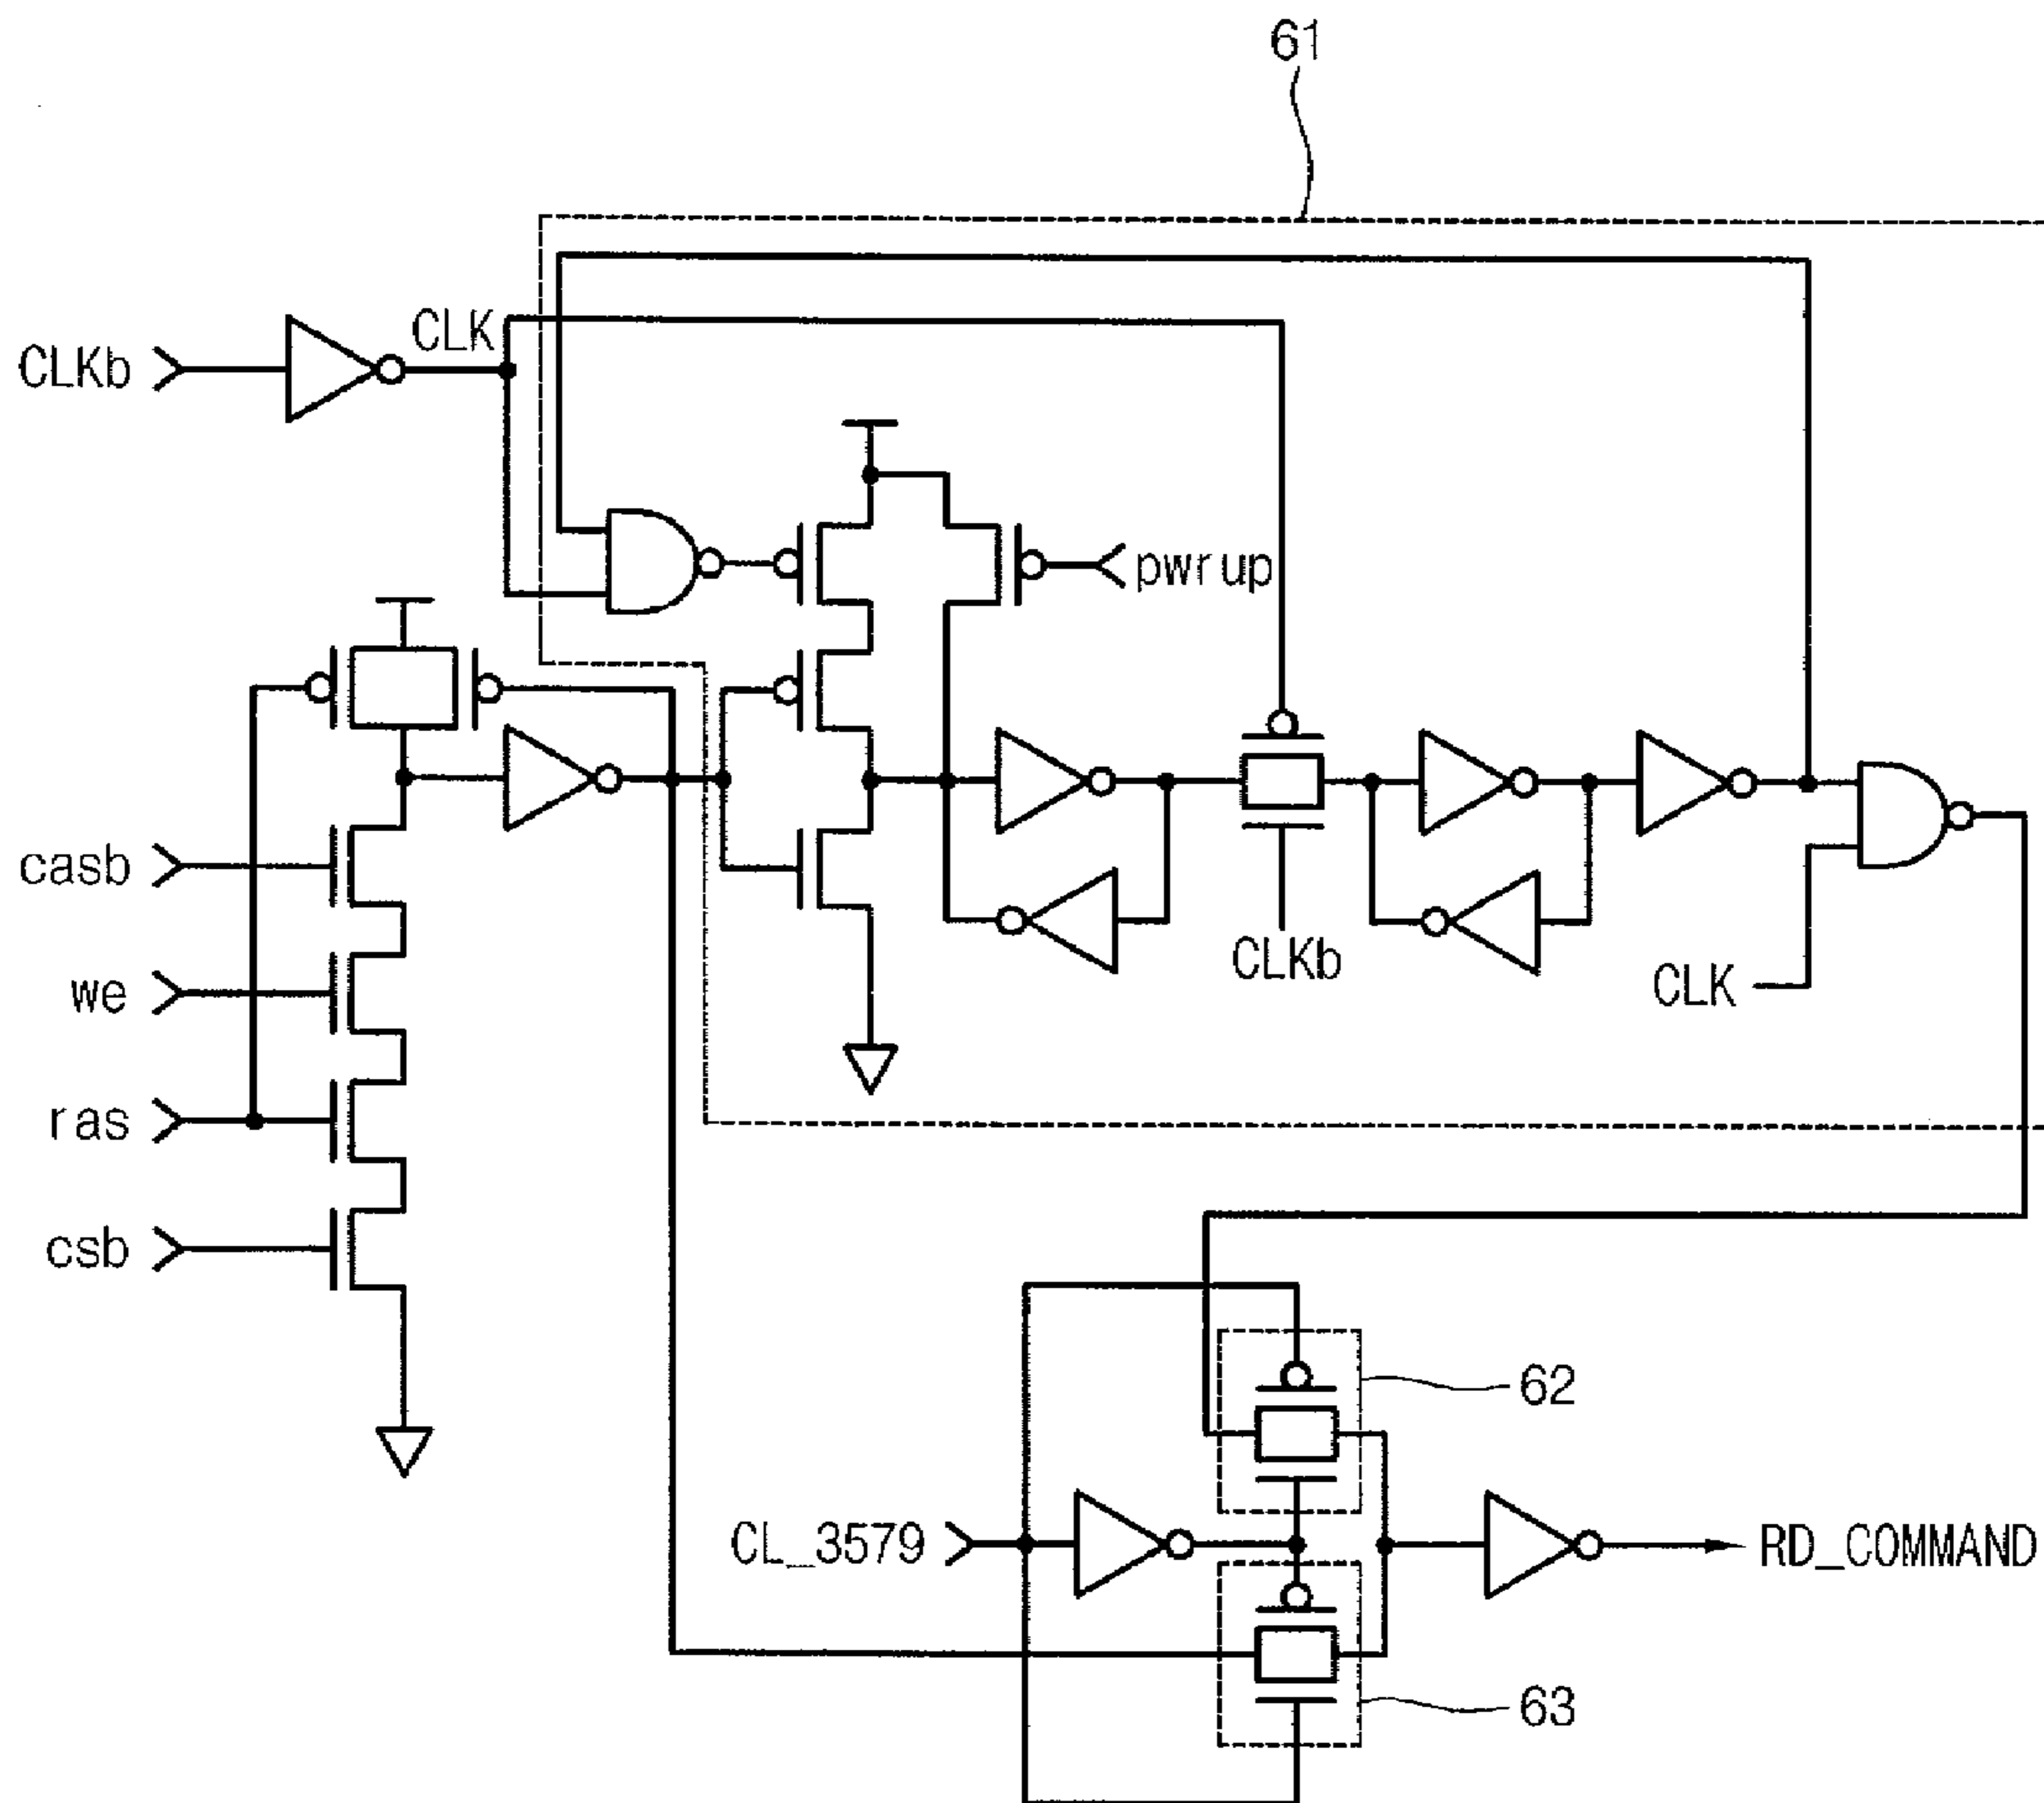 61
CLKb
CLK
pwrup
casb
CLKb
we
CLK
ras
csb
62
CL_3579
RD_COMMAND
63